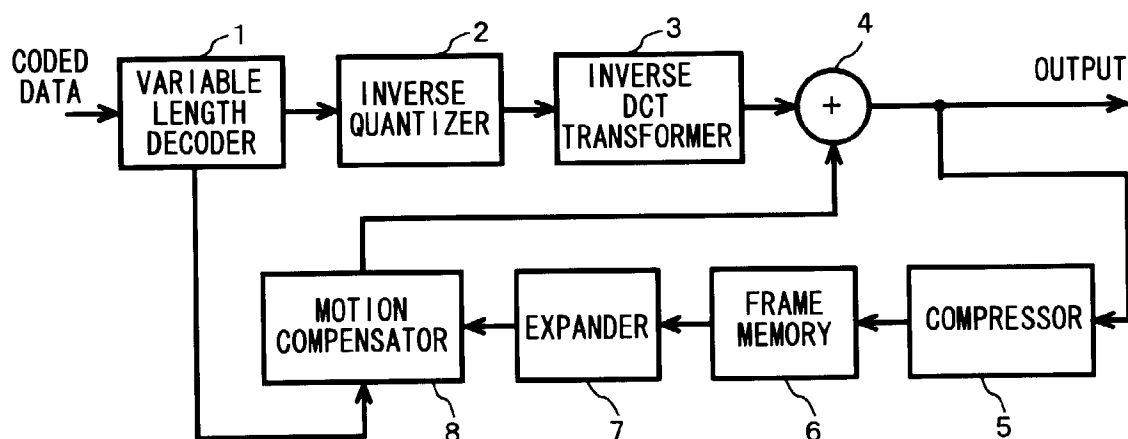 1
2
3
4
CODED
DATA
VARIABLE
LENGTH
DECODER
INVERSE
QUANTIZER
INVERSE
DCT
TRANSFORMER
+
OUTPUT
MOTION
COMPENSATOR
EXPANDER
FRAME
MEMORY
COMPRESSOR
8
7
6
5